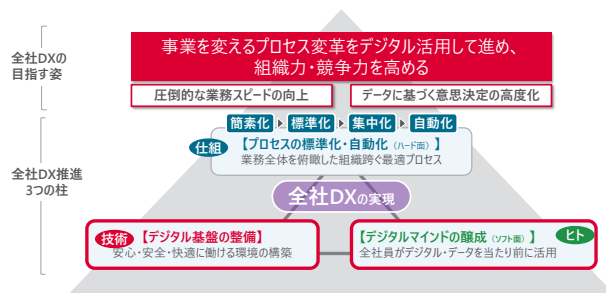 全社DXの
目指す姿
事業を変えるプロセス変革をデジタル活用して進め、
組織力・競争力を高める
圧倒的な業務スピードの向上
データに基づく意思決定の高度化
簡素化 標準化 集中化 自動化
仕組
【プロセスの標準化・自動化（ハード面）】
業務全体を俯瞰した組織跨ぐ最適プロセス
全社DX推進
3つの柱
全社DXの実現
技術 【デジタル基盤の整備】
安心・安全・快適に働ける環境の構築
【デジタルマインドの醸成（ソフト面）】 ヒト
全社員がデジタル・データを当たり前に活用